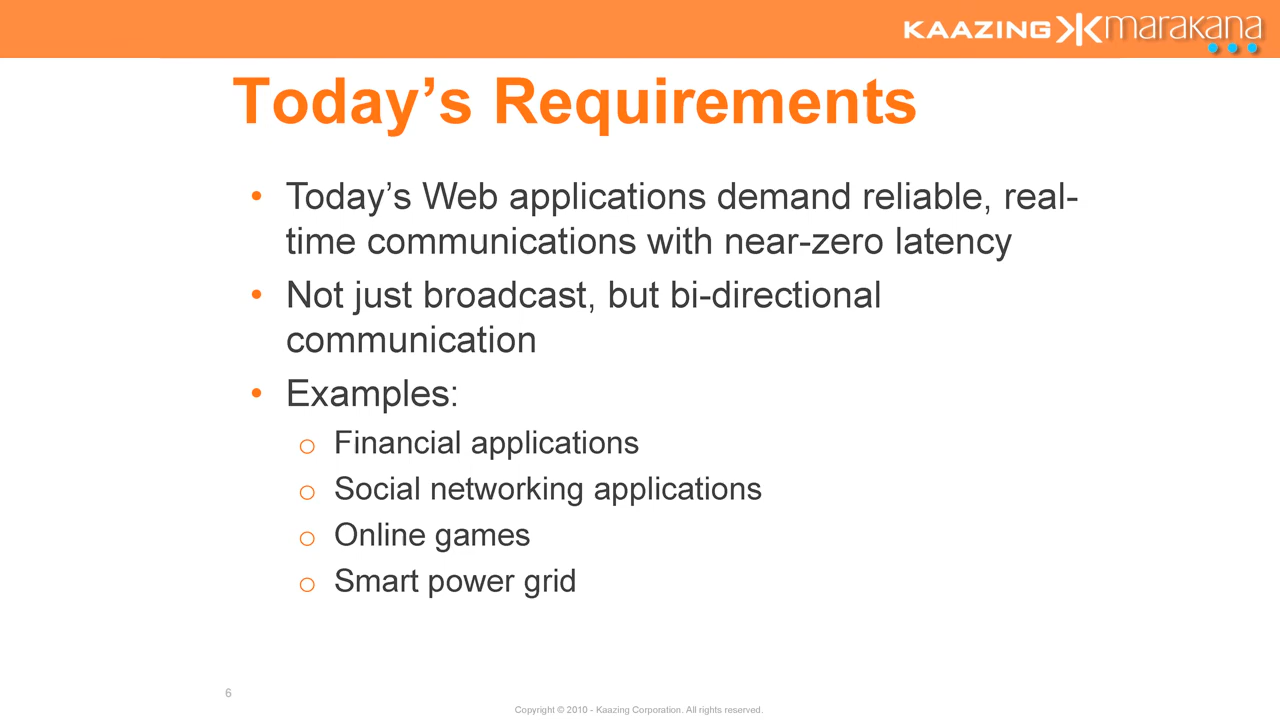 KAAZING marakana
Today’s Requirements
• Today’s Web applications demand reliable, real-
time communications with near-zero latency
• Not just broadcast, but bi-directional
communication
• Examples:
o Financial applications
o Social networking applications
o Online games
o Smart power grid
6
Copyright © 2010 - Kaazing Corporation. All rights reserved.